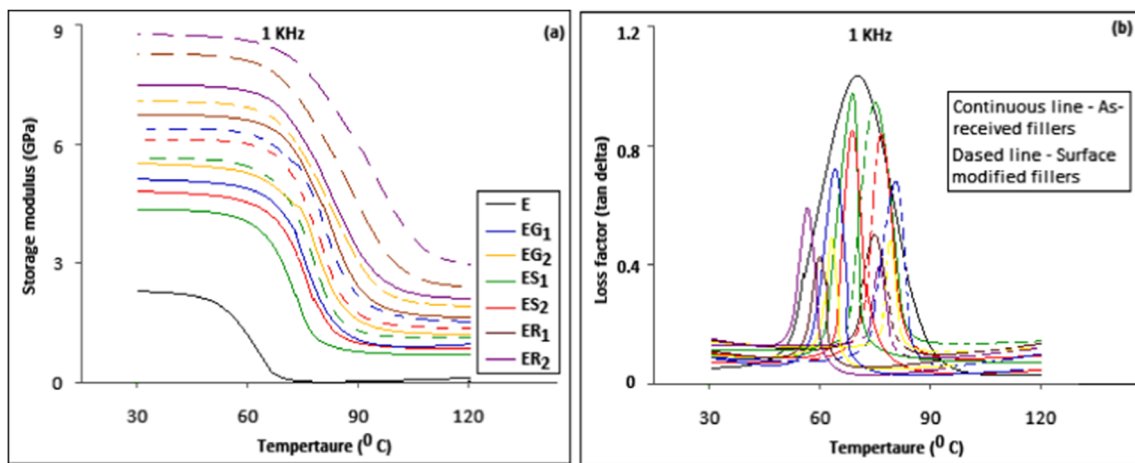 1 KHz
(a)
9
6
3
0
Storage modulus (GPa)
30
60
90
120
Tempertaure (⁰ C)
E
EG₁
EG₂
ES₁
ES₂
ER₁
ER₂
1 KHz
(b)
1.2
0.8
0.4
0
Loss factor (tan delta)
30
60
90
120
Tempertaure (⁰ C)
Continuous line - As-
received fillers
Dased line - Surface
modified fillers